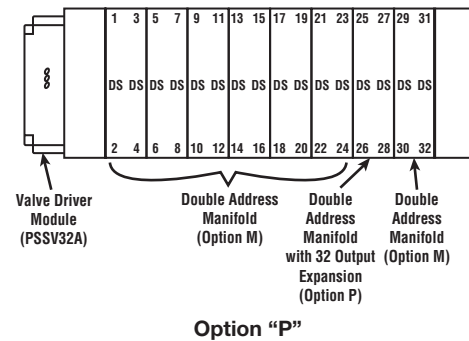 1 3 5 7 9 11 13 15 17 19 21 23 25 27 29 31
DS DS DS DS DS DS DS DS DS DS DS DS DS DS DS DS
2 4 6 8 10 12 14 16 18 20 22 24 26 28 30 32
Valve Driver
Module
(PSSV32A)
Double Address
Manifold
(Option M)
Double
Address
Manifold
with 32 Output
Expansion
(Option P)
Double
Address
Manifold
(Option M)
Option “P”